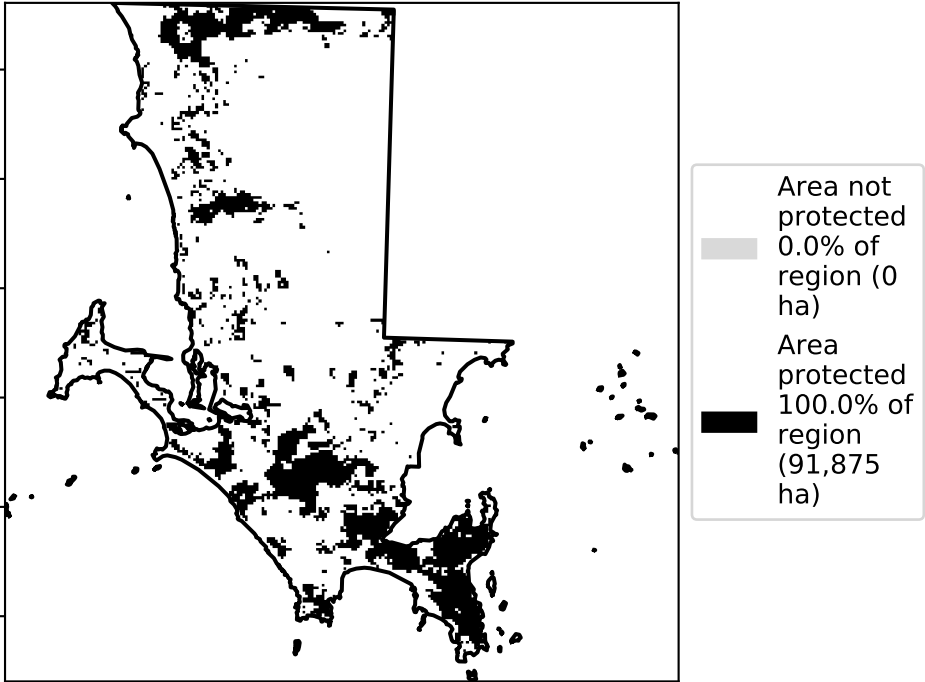 Area not
protected
0.0% of
region (0
ha)
Area
protected
100.0% of
region
(91,875
ha)